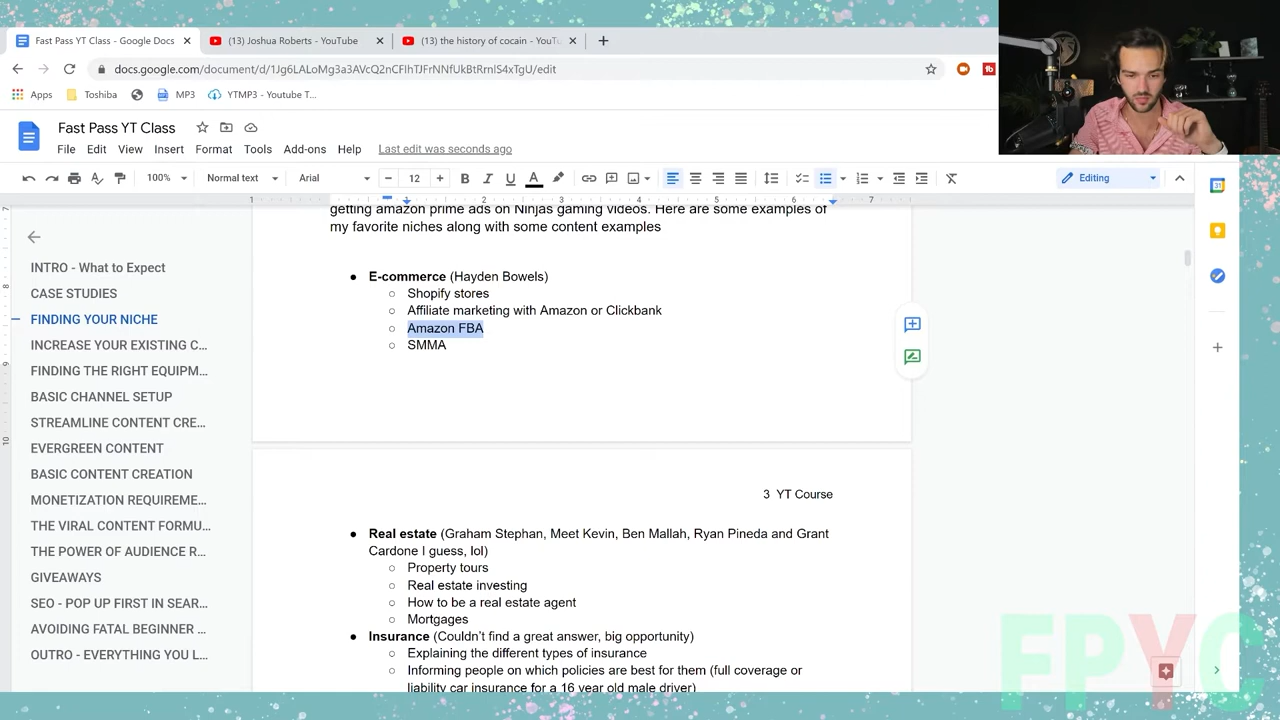 Fast Pass YT Class - Google Docs
(13) Joshua Roberts - YouTube
(13) the history of cocain - YouT
docs.google.com/document/d/
Apps
Toshiba
MP3
YTMP3 - Youtube T...
Fast Pass YT Class
File Edit View Insert Format Tools Add-ons Help Last edit was seconds ago
100% Normal text Arial 12 Editing
1 1 2 3 4 5 6 7
getting amazon prime ads on Ninjas gaming videos. Here are some examples of
my favorite niches along with some content examples
E-commerce (Hayden Bowels)
Shopify stores
Affiliate marketing with Amazon or Clickbank
Amazon FBA
SMMA
3 YT Course
Real estate (Graham Stephan, Meet Kevin, Ben Mallah, Ryan Pineda and Grant
Cardone I guess, lol)
Property tours
Real estate investing
How to be a real estate agent
Mortgages
Insurance (Couldn't find a great answer, big opportunity)
Explaining the different types of insurance
Informing people on which policies are best for them (full coverage or
liability car insurance for a 16 year old male driver)
INTRO - What to Expect
CASE STUDIES
FINDING YOUR NICHE
INCREASE YOUR EXISTING C...
FINDING THE RIGHT EQUIPM...
BASIC CHANNEL SETUP
STREAMLINE CONTENT CRE...
EVERGREEN CONTENT
BASIC CONTENT CREATION
MONETIZATION REQUIREME...
THE VIRAL CONTENT FORMU...
THE POWER OF AUDIENCE R...
GIVEAWAYS
SEO - POP UP FIRST IN SEAR...
AVOIDING FATAL BEGINNER ...
OUTRO - EVERYTHING YOU L...
FPYC